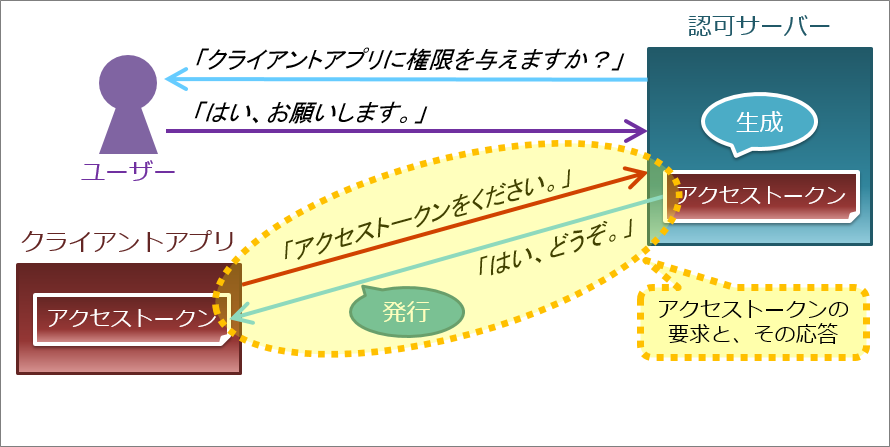 認可サーバー
「クライアントアプリに権限を与えますか？」
「はい、お願いします。」
生成
ユーザー
アクセストークン
「アクセストークンをください。」
クライアントアプリ
「はい、どうぞ。」
アクセストークン
発行
アクセストークンの
要求と、その応答